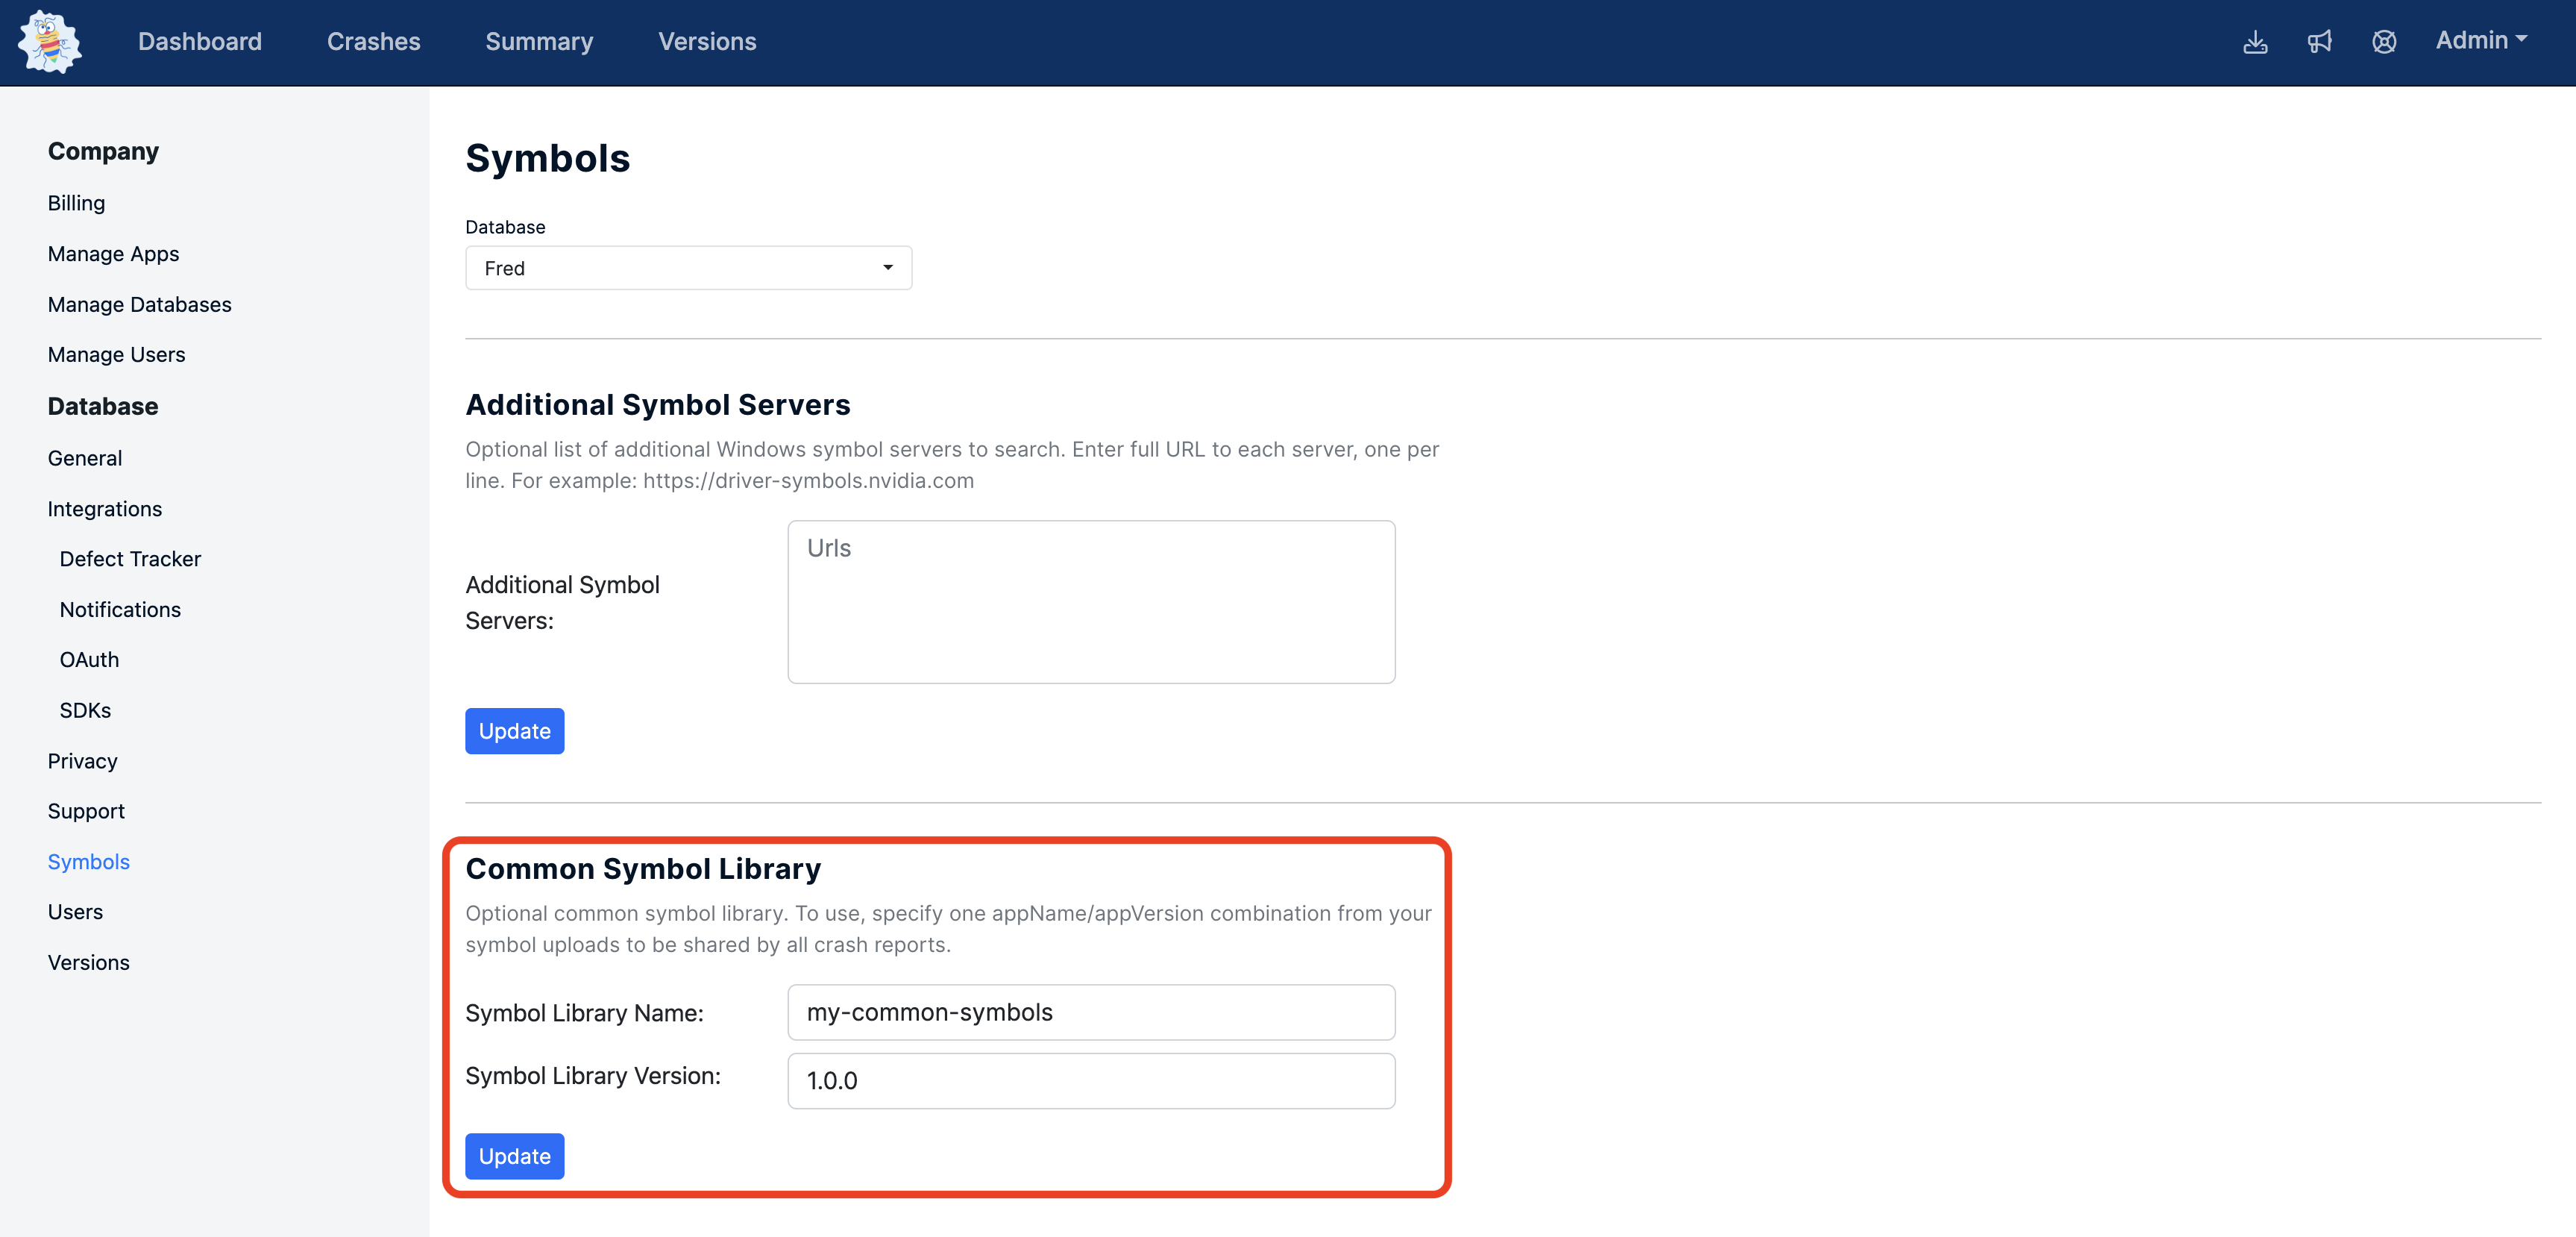 Dashboard
Crashes
Summary
Versions
Admin
Company
Billing
Manage Apps
Manage Databases
Manage Users
Database
General
Integrations
Defect Tracker
Notifications
OAuth
SDKs
Privacy
Support
Symbols
Users
Versions
Symbols
Database
Fred
Additional Symbol Servers
Optional list of additional Windows symbol servers to search. Enter full URL to each server, one per
line. For example: https://driver-symbols.nvidia.com
Additional Symbol
Servers:
Urls
Update
Common Symbol Library
Optional common symbol library. To use, specify one appName/appVersion combination from your
symbol uploads to be shared by all crash reports.
Symbol Library Name:
my-common-symbols
Symbol Library Version:
1.0.0
Update